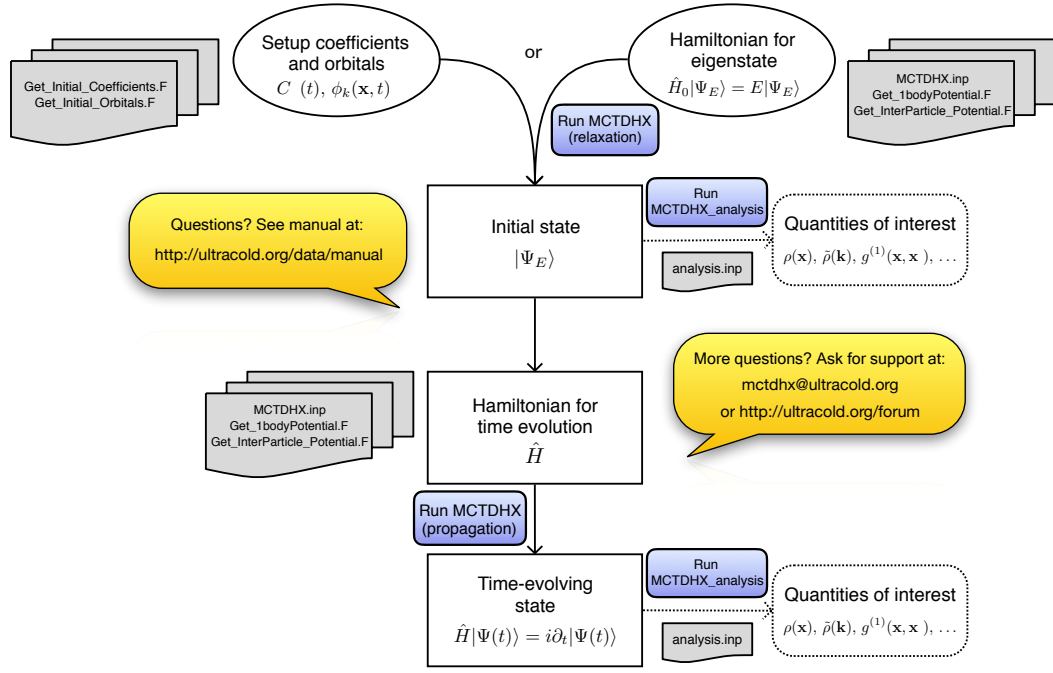 Setup coefficients
and orbitals
C (t), ϕₖ(𝐱, t)
or
Hamiltonian for
eigenstate
Ĥ₀|Ψ_E⟩ = E|Ψ_E⟩
Get_Initial_Coefficients.F
Get_Initial_Orbitals.F
MCTDHX.inp
Get_1bodyPotential.F
Get_InterParticle_Potential.F
Run MCTDHX
(relaxation)
Questions? See manual at:
http://ultracold.org/data/manual
Initial state
|Ψ_E⟩
Run
MCTDHX_analysis
analysis.inp
Quantities of interest
ρ(𝐱), ρ̃(𝐤), g⁽¹⁾(𝐱, 𝐱 ), …
More questions? Ask for support at:
mctdhx@ultracold.org
or http://ultracold.org/forum
MCTDHX.inp
Get_1bodyPotential.F
Get_InterParticle_Potential.F
Hamiltonian for
time evolution
Ĥ
Run MCTDHX
(propagation)
Time-evolving
state
Ĥ|Ψ(t)⟩ = i∂ₜ|Ψ(t)⟩
Run
MCTDHX_analysis
analysis.inp
Quantities of interest
ρ(𝐱), ρ̃(𝐤), g⁽¹⁾(𝐱, 𝐱 ), …